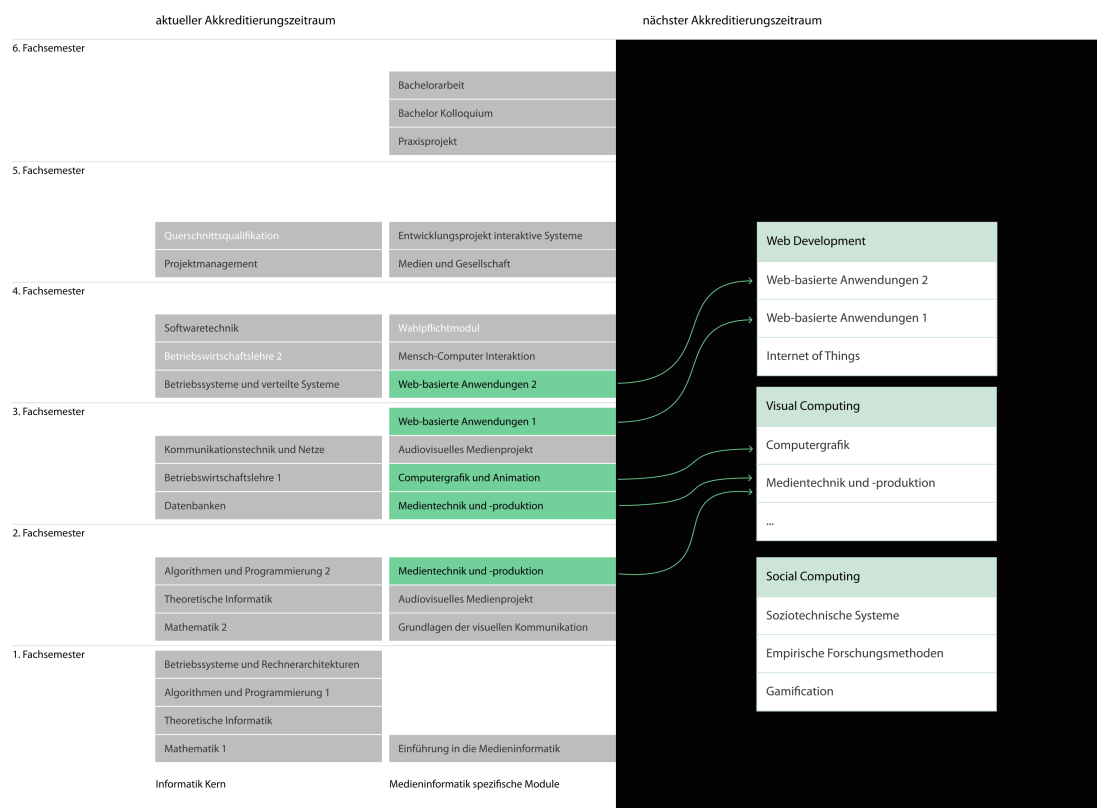 aktueller Akkreditierungszeitraum
nächster Akkreditierungszeitraum
6. Fachsemester
Bachelorarbeit
Bachelor Kolloquium
Praxisprojekt
5. Fachsemester
Querschnittsqualifikation
Entwicklungsprojekt interaktive Systeme
Projektmanagement
Medien und Gesellschaft
4. Fachsemester
Softwaretechnik
Wahlpflichtmodul
Betriebswirtschaftslehre 2
Mensch-Computer Interaktion
Betriebssysteme und verteilte Systeme
Web-basierte Anwendungen 2
3. Fachsemester
Web-basierte Anwendungen 1
Kommunikationstechnik und Netze
Audiovisuelles Medienprojekt
Betriebswirtschaftslehre 1
Computergrafik und Animation
Datenbanken
Medientechnik und -produktion
2. Fachsemester
Algorithmen und Programmierung 2
Medientechnik und -produktion
Theoretische Informatik
Audiovisuelles Medienprojekt
Mathematik 2
Grundlagen der visuellen Kommunikation
1. Fachsemester
Betriebssysteme und Rechnerarchitekturen
Algorithmen und Programmierung 1
Theoretische Informatik
Mathematik 1
Einführung in die Medieninformatik
Informatik Kern
Medieninformatik spezifische Module
Web Development
Web-basierte Anwendungen 2
Web-basierte Anwendungen 1
Internet of Things
Visual Computing
Computergrafik
Medientechnik und -produktion
...
Social Computing
Soziotechnische Systeme
Empirische Forschungsmethoden
Gamification